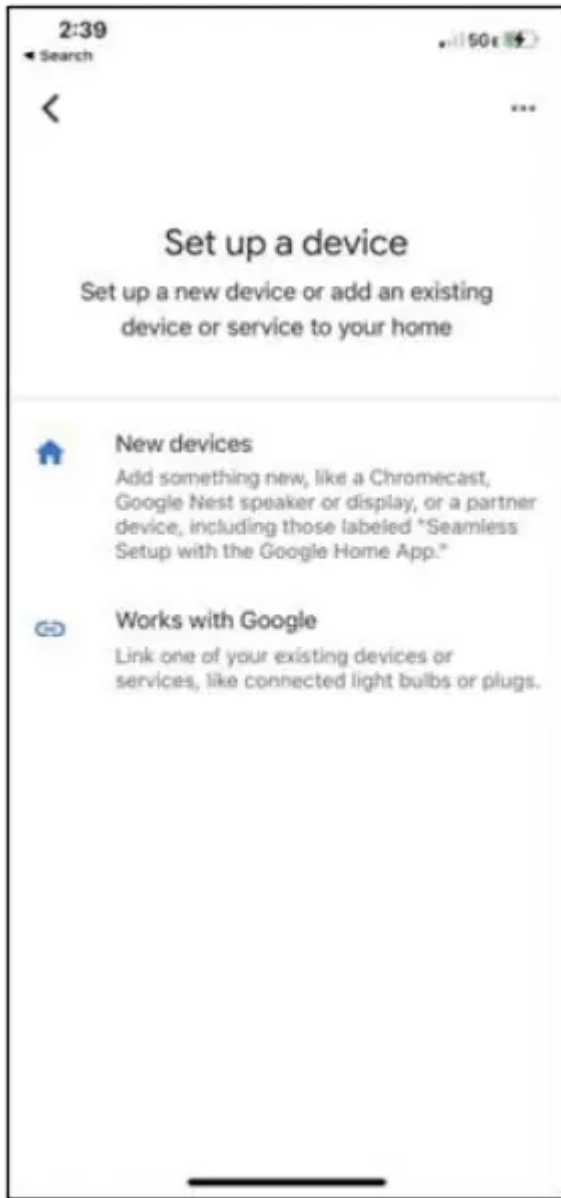 2:39
Search
Set up a device
Set up a new device or add an existing
device or service to your home
New devices
Add something new, like a Chromecast,
Google Nest speaker or display, or a partner
device, including those labeled "Seamless
Setup with the Google Home App."
Works with Google
Link one of your existing devices or
services, like connected light bulbs or plugs.